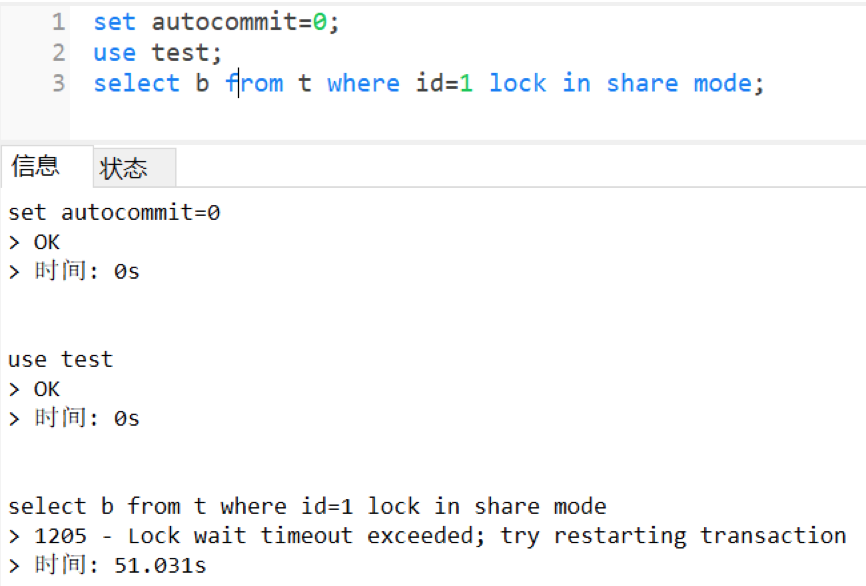 1 set autocommit=0;
2 use test;
3 select b from t where id=1 lock in share mode;
信息 状态
set autocommit=0
> OK
> 时间: 0s
use test
> OK
> 时间: 0s
select b from t where id=1 lock in share mode
> 1205 - Lock wait timeout exceeded; try restarting transaction
> 时间: 51.031s